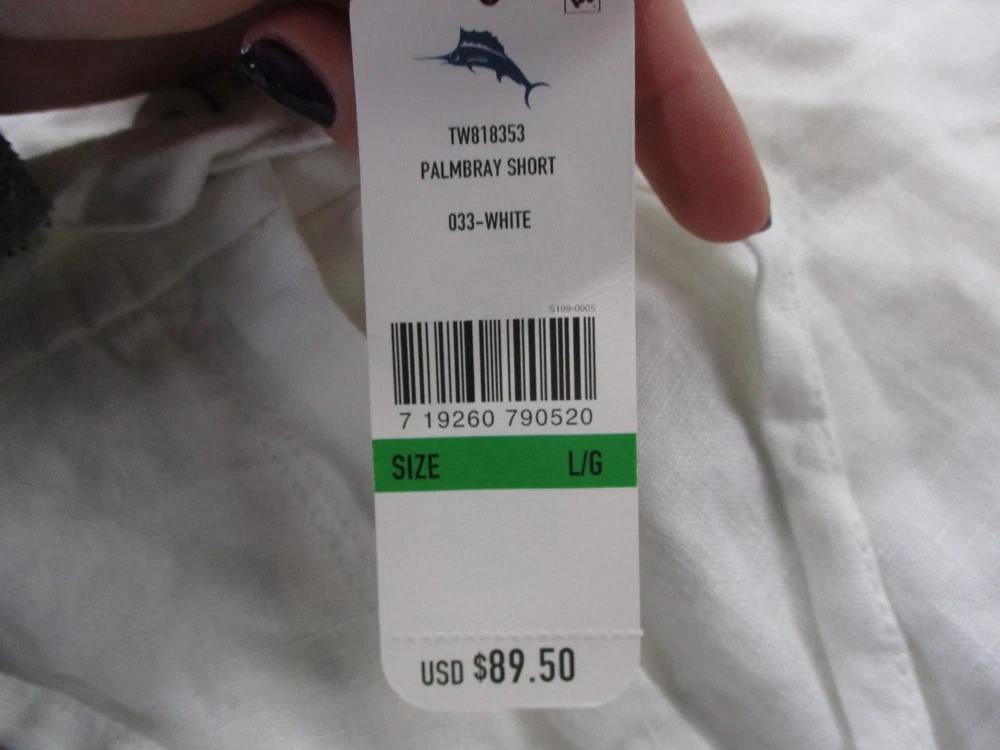 TW818353
PALMBRAY SHORT
033-WHITE
S199-0005
7 19260 790520
SIZE L/G
USD $89.50